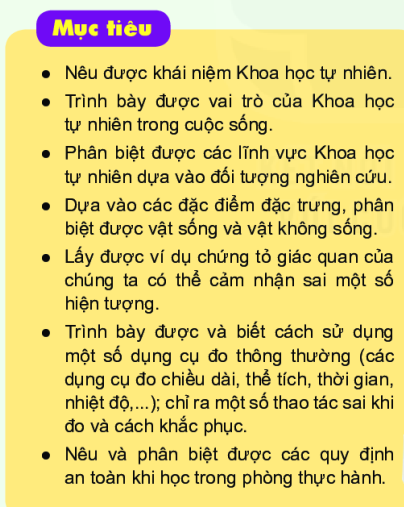 Mục tiêu
• Nêu được khái niệm Khoa học tự nhiên.
• Trình bày được vai trò của Khoa học
tự nhiên trong cuộc sống.
• Phân biệt được các lĩnh vực Khoa học
tự nhiên dựa vào đối tượng nghiên cứu.
• Dựa vào các đặc điểm đặc trưng, phân
biệt được vật sống và vật không sống.
• Lấy được ví dụ chứng tỏ giác quan của
chúng ta có thể cảm nhận sai một số
hiện tượng.
• Trình bày được và biết cách sử dụng
một số dụng cụ đo thông thường (các
dụng cụ đo chiều dài, thể tích, thời gian,
nhiệt độ,...); chỉ ra một số thao tác sai khi
đo và cách khắc phục.
• Nêu và phân biệt được các quy định
an toàn khi học trong phòng thực hành.